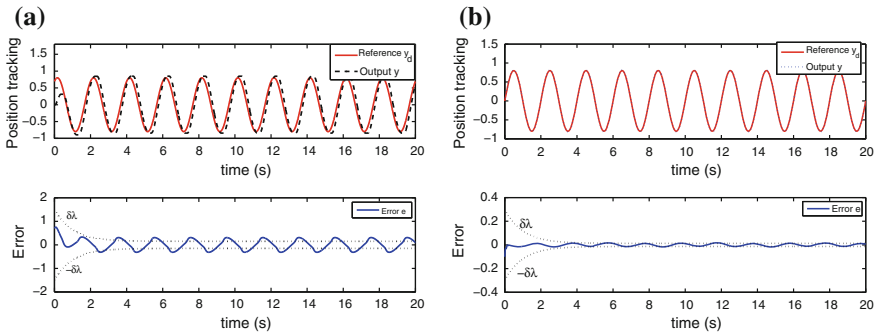 (a)
Position tracking
1.5
1
0.5
0
−0.5
−1
0 2 4 6 8 10 12 14 16 18 20
time (s)
Reference y_d
Output y
Error
2
1
0
−1
−2
0 2 4 6 8 10 12 14 16 18 20
time (s)
δλ
−δλ
Error e
(b)
Position tracking
1.5
1
0.5
0
−0.5
−1
0 2 4 6 8 10 12 14 16 18 20
time (s)
Reference y_d
Output y
Error
0.4
0.2
0
−0.2
−0.4
0 2 4 6 8 10 12 14 16 18 20
time (s)
δλ
−δλ
Error e